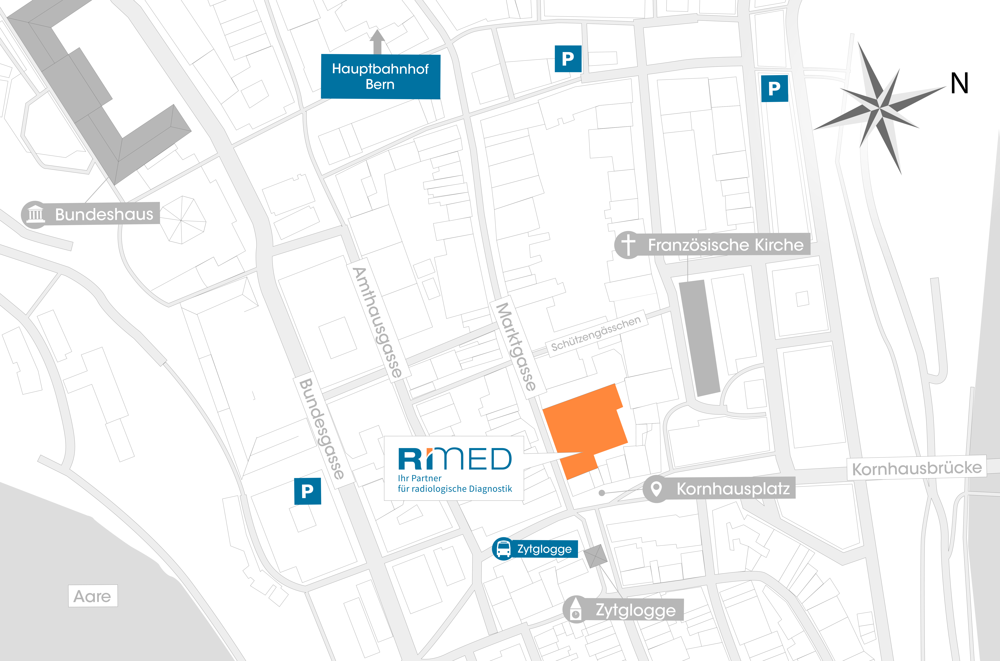 Hauptbahnhof
Bern
P
P
N
Bundeshaus
Französische Kirche
Amthausgasse
Marktgasse
Schützengässchen
Bundesgasse
RIMED
Ihr Partner
für radiologische Diagnostik
P
Kornhausplatz
Kornhausbrücke
Zytglogge
Zytglogge
Aare